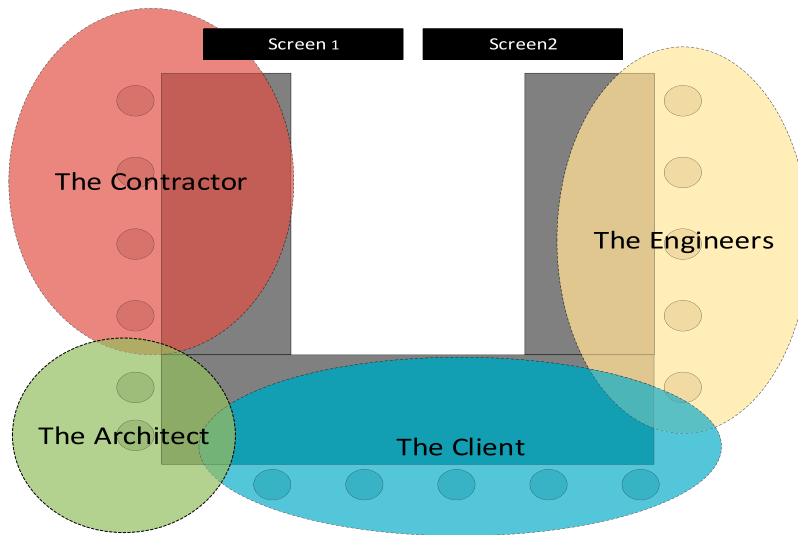 Screen 1
Screen2
The Contractor
The Engineers
The Architect
The Client